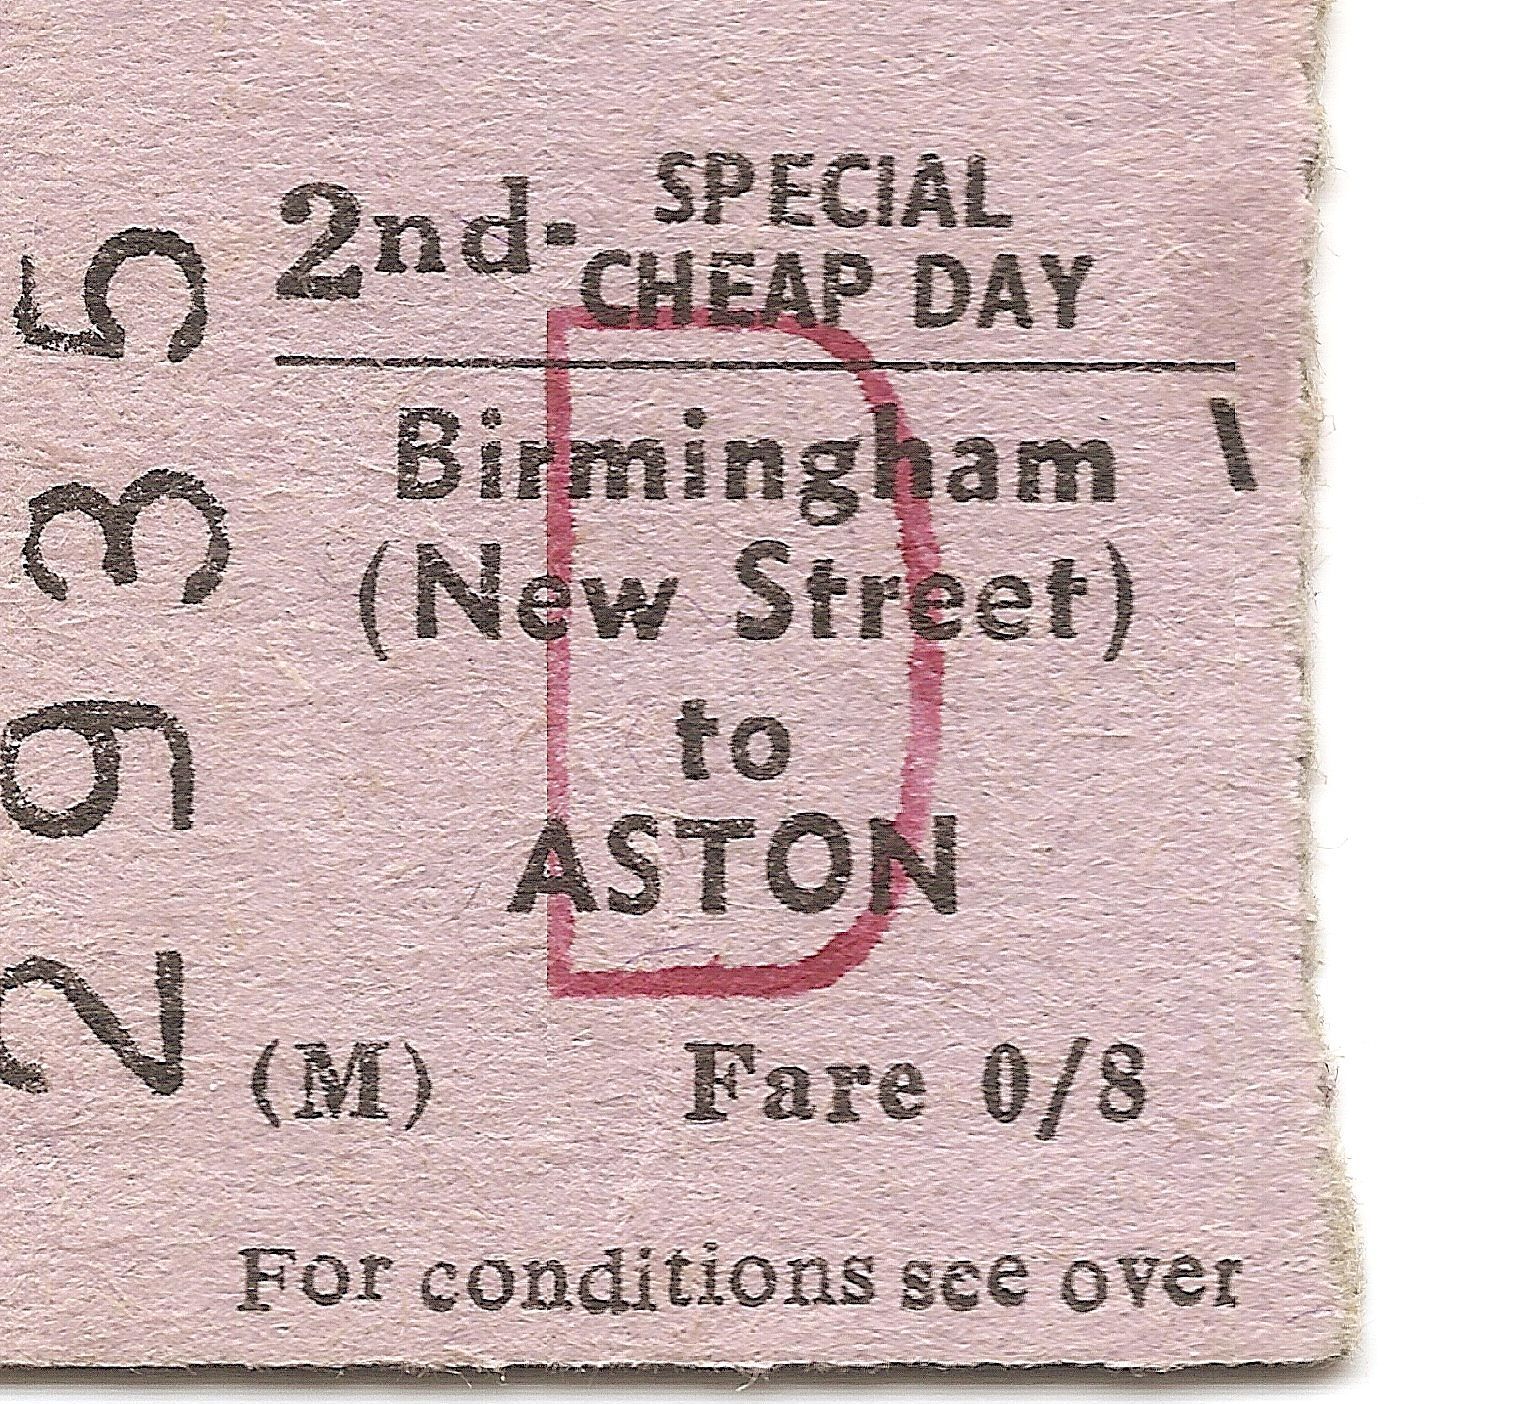 2nd. SPECIAL
CHEAP DAY
Birmingham
(New Street)
to
ASTON
D
(M) Fare 0/8
For conditions see over
2935